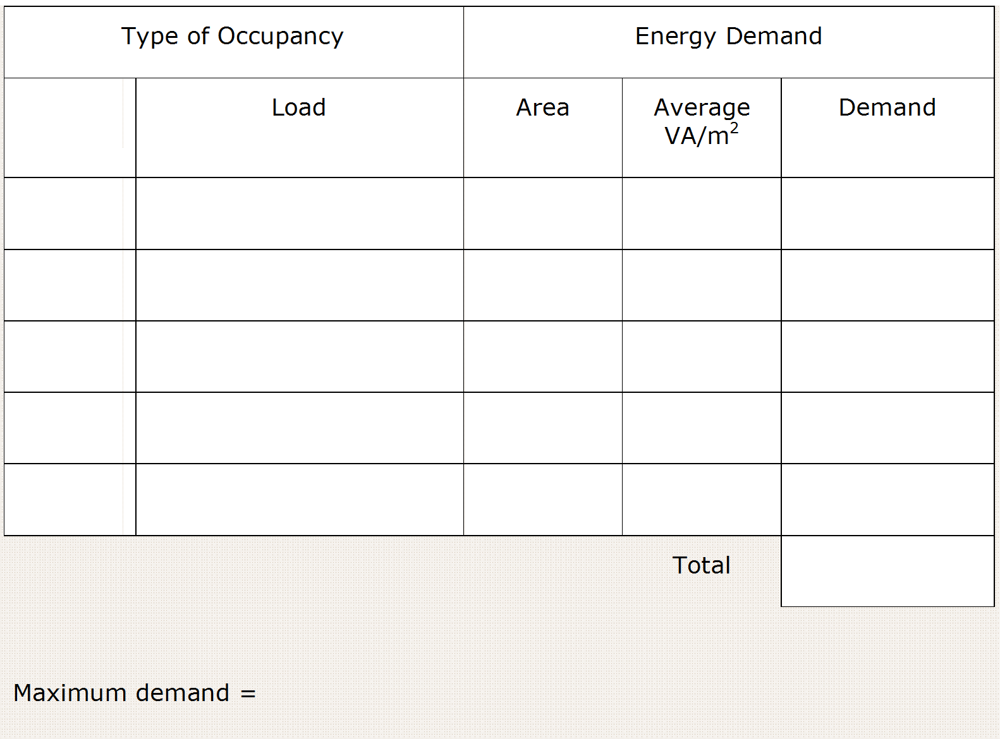 Type of Occupancy
Energy Demand
Load
Area
Average
VA/m²
Demand
Total
Maximum demand =